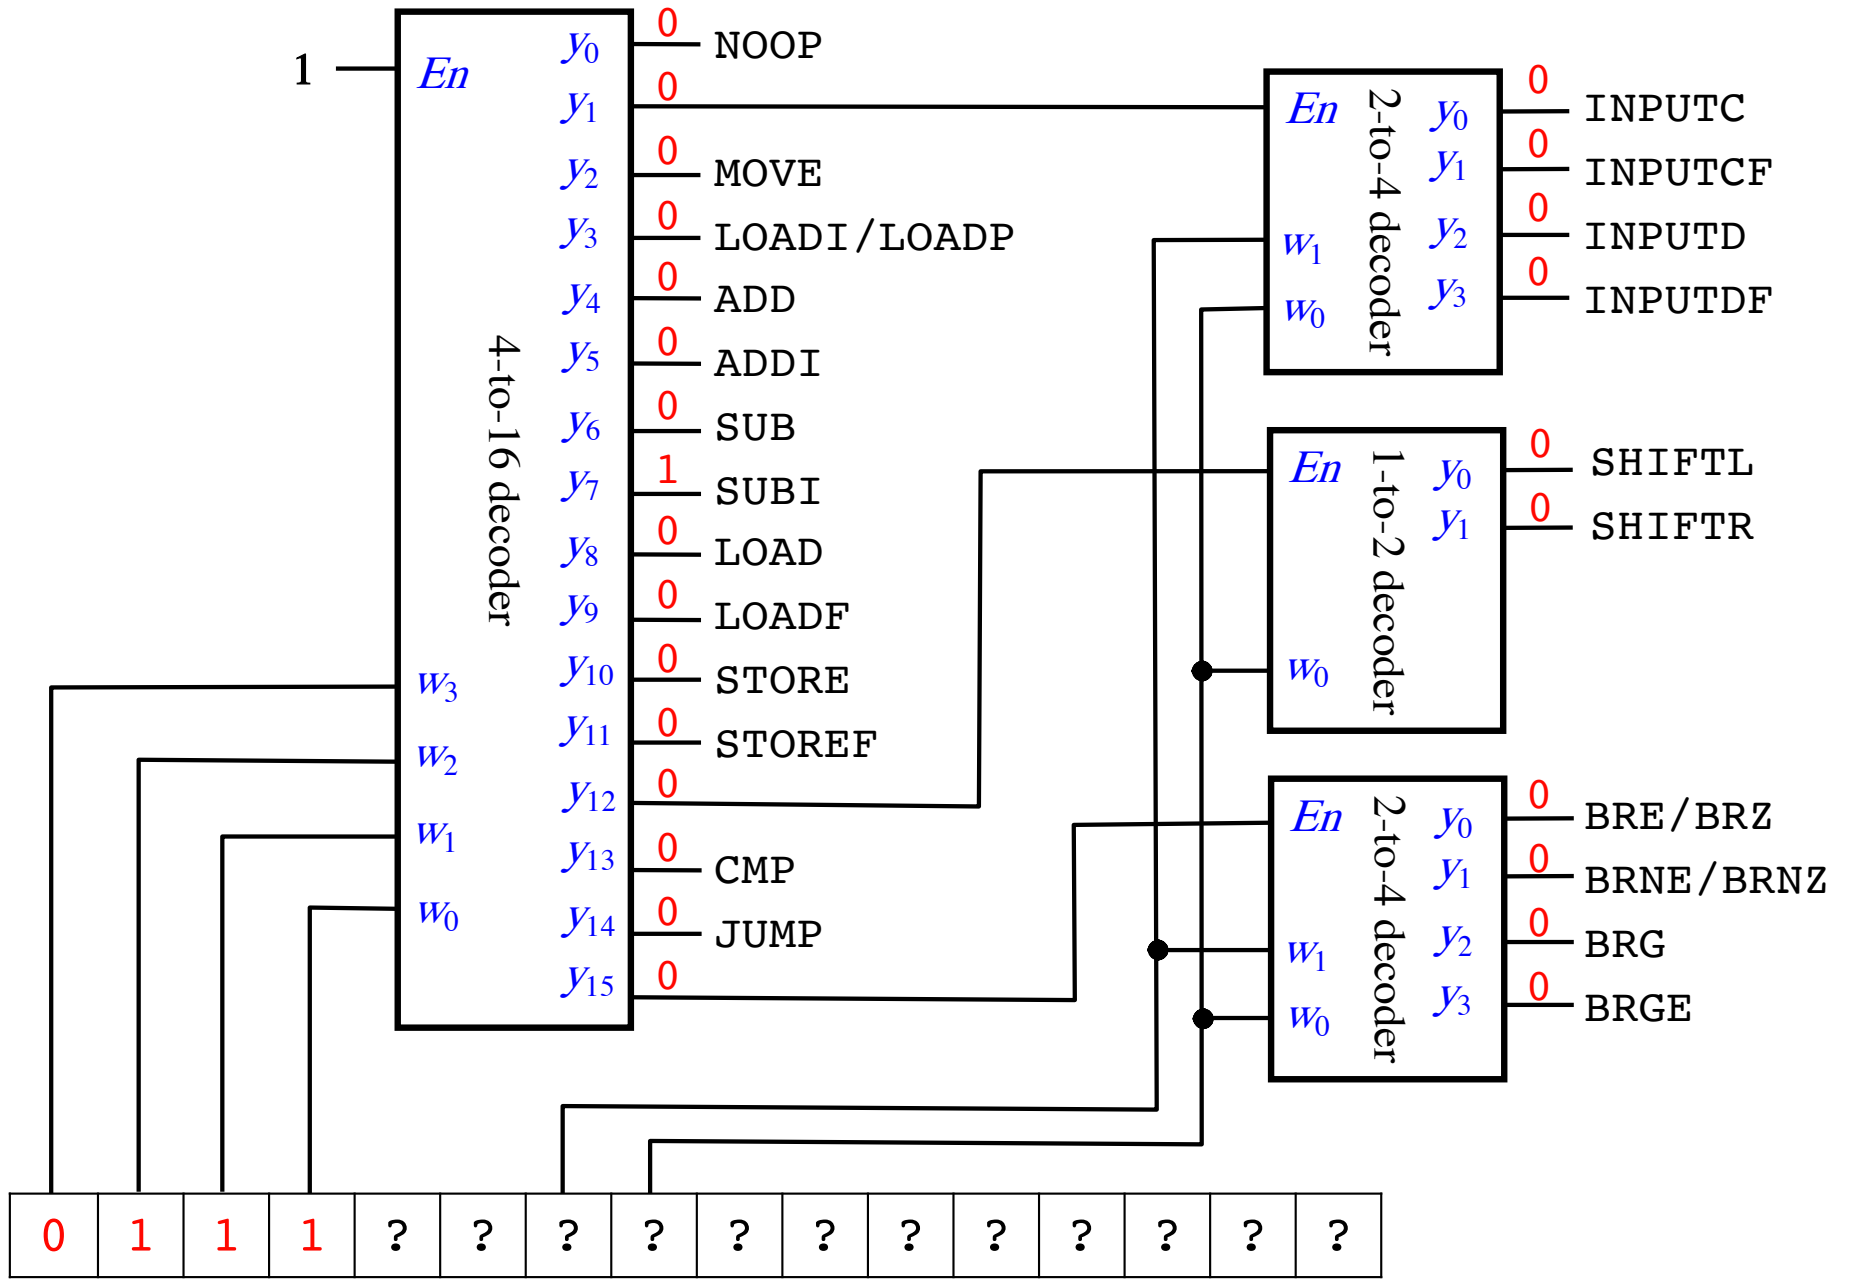 1
En
4-to-16 decoder
w3
w2
w1
w0
y0 0 NOOP
y1 0
y2 0 MOVE
y3 0 LOADI/LOADP
y4 0 ADD
y5 0 ADDI
y6 0 SUB
y7 1 SUBI
y8 0 LOAD
y9 0 LOADF
y10 0 STORE
y11 0 STOREF
y12 0
y13 0 CMP
y14 0 JUMP
y15 0
En
w1
w0
2-to-4 decoder
y0 0 INPUTC
y1 0 INPUTCF
y2 0 INPUTD
y3 0 INPUTDF
En
w0
1-to-2 decoder
y0 0 SHIFTL
y1 0 SHIFTR
En
w1
w0
2-to-4 decoder
y0 0 BRE/BRZ
y1 0 BRNE/BRNZ
y2 0 BRG
y3 0 BRGE
0 1 1 1 ? ? ? ? ? ? ? ? ? ? ? ?